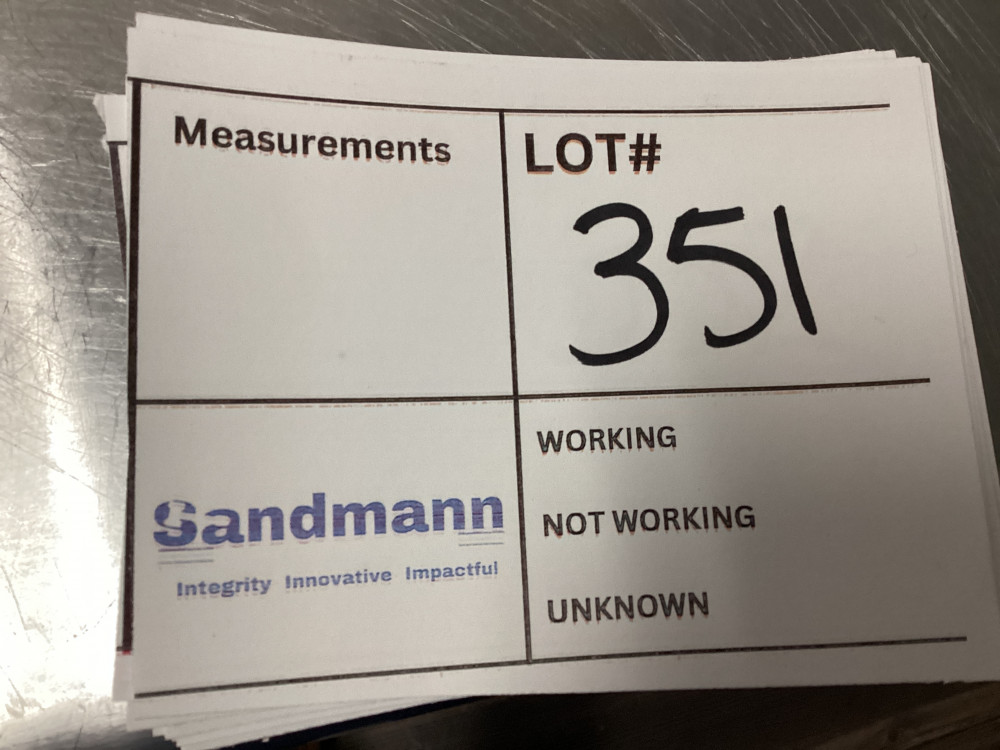 Measurements
LOT#
351
Sandmann
Integrity Innovative Impactful
WORKING
NOT WORKING
UNKNOWN